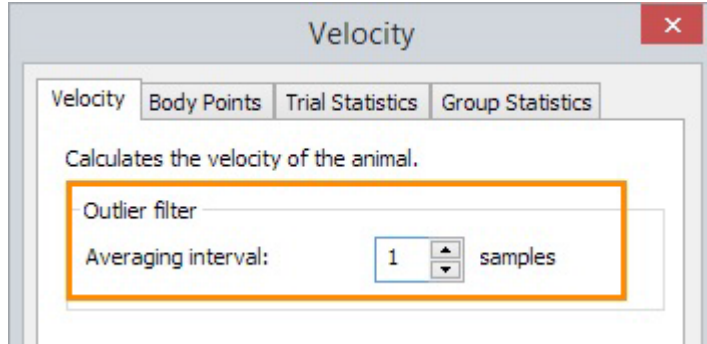 Velocity
Velocity Body Points Trial Statistics Group Statistics
Calculates the velocity of the animal.
Outlier filter
Averaging interval: 1 samples